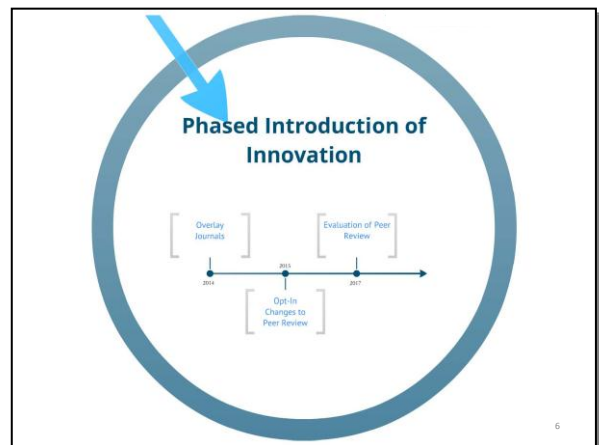 Phased Introduction of
Innovation
Overlay
Journals
Evaluation of Peer
Review
2014
2015
2017
Opt-In
Changes to
Peer Review
6